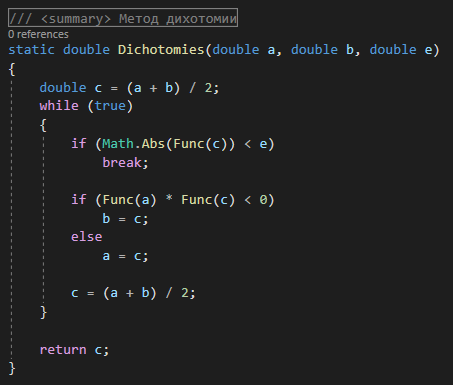 /// <summary> Метод дихотомии
0 references
static double Dichotomies(double a, double b, double e)
{
    double c = (a + b) / 2;
    while (true)
    {
        if (Math.Abs(Func(c)) < e)
            break;

        if (Func(a) * Func(c) < 0)
            b = c;
        else
            a = c;

        c = (a + b) / 2;
    }

    return c;
}